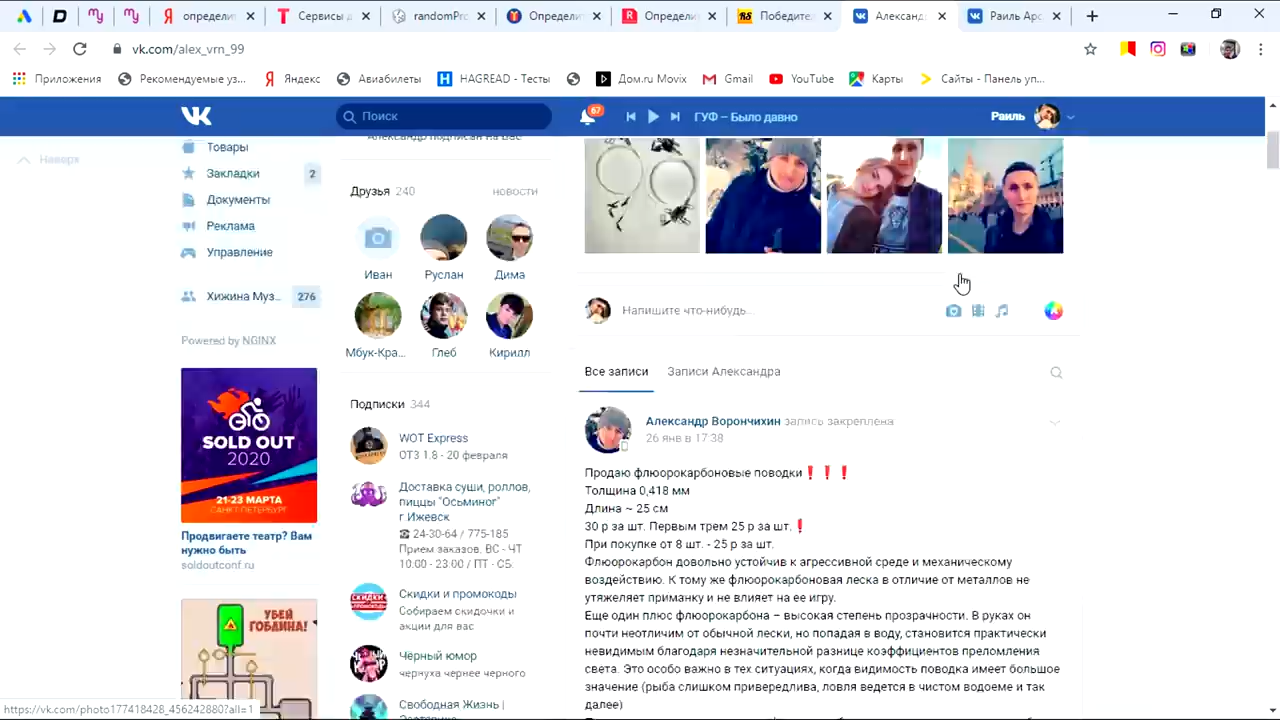 определит
Сервисы д
randomPro
Определит
Определит
Победител
Александ
Раиль Арс
vk.com/alex_vrn_99
Приложения
Рекомендуемые уз...
Яндекс
Авиабилеты
HAGREAD - Тесты
Дом.ru Movix
Gmail
YouTube
Карты
Сайты - Панель уп...
Поиск
67
ГУФ – Было давно
Раиль
Наверх
Товары
Закладки 2
Документы
Реклама
Управление
Хижина Муз... 276
Powered by NGINX
SOLD OUT
2020
21-23 МАРТА
САНКТ-ПЕТЕРБУРГ
Продвигаете театр? Вам
нужно быть
soldoutconf.ru
УБЕЙ
ГОБЛИНА!
Александр подписан на Вас
Друзья 240 новости
Иван Руслан Дима
Мбук-Кра... Глеб Кирилл
Подписки 344
WOT Express
ОТЗ 1.8 - 20 февраля
Доставка суши, роллов,
пиццы "Осьминог"
г Ижевск
☎ 24-30-64 / 775-185
Прием заказов. ВС - ЧТ
10.00 - 23.00 / ПТ - СБ.
Скидки и промокоды
Собираем скидочки и
акции для вас
Чёрный юмор
чернуха чернее черного
Свободная Жизнь |
Напишите что-нибудь...
Все записи Записи Александра
Александр Ворончихин запись закреплена
26 янв в 17:38
Продаю флюорокарбоновые поводки❗❗❗
Толщина 0,418 мм
Длина ~ 25 см
30 р за шт. Первым трем 25 р за шт.❗
При покупке от 8 шт. - 25 р за шт.
Флюорокарбон довольно устойчив к агрессивной среде и механическому
воздействию. К тому же флюорокарбоновая леска в отличие от металлов не
утяжеляет приманку и не влияет на ее игру.
Еще один плюс флюорокарбона – высокая степень прозрачности. В руках он
почти неотличим от обычной лески, но попадая в воду, становится практически
невидимым благодаря незначительной разнице коэффициентов преломления
света. Это особо важно в тех ситуациях, когда видимость поводка имеет большое
значение (рыба слишком привередлива, ловля ведется в чистом водоеме и так
далее)
https://vk.com/photo177418428_456242880?all=1